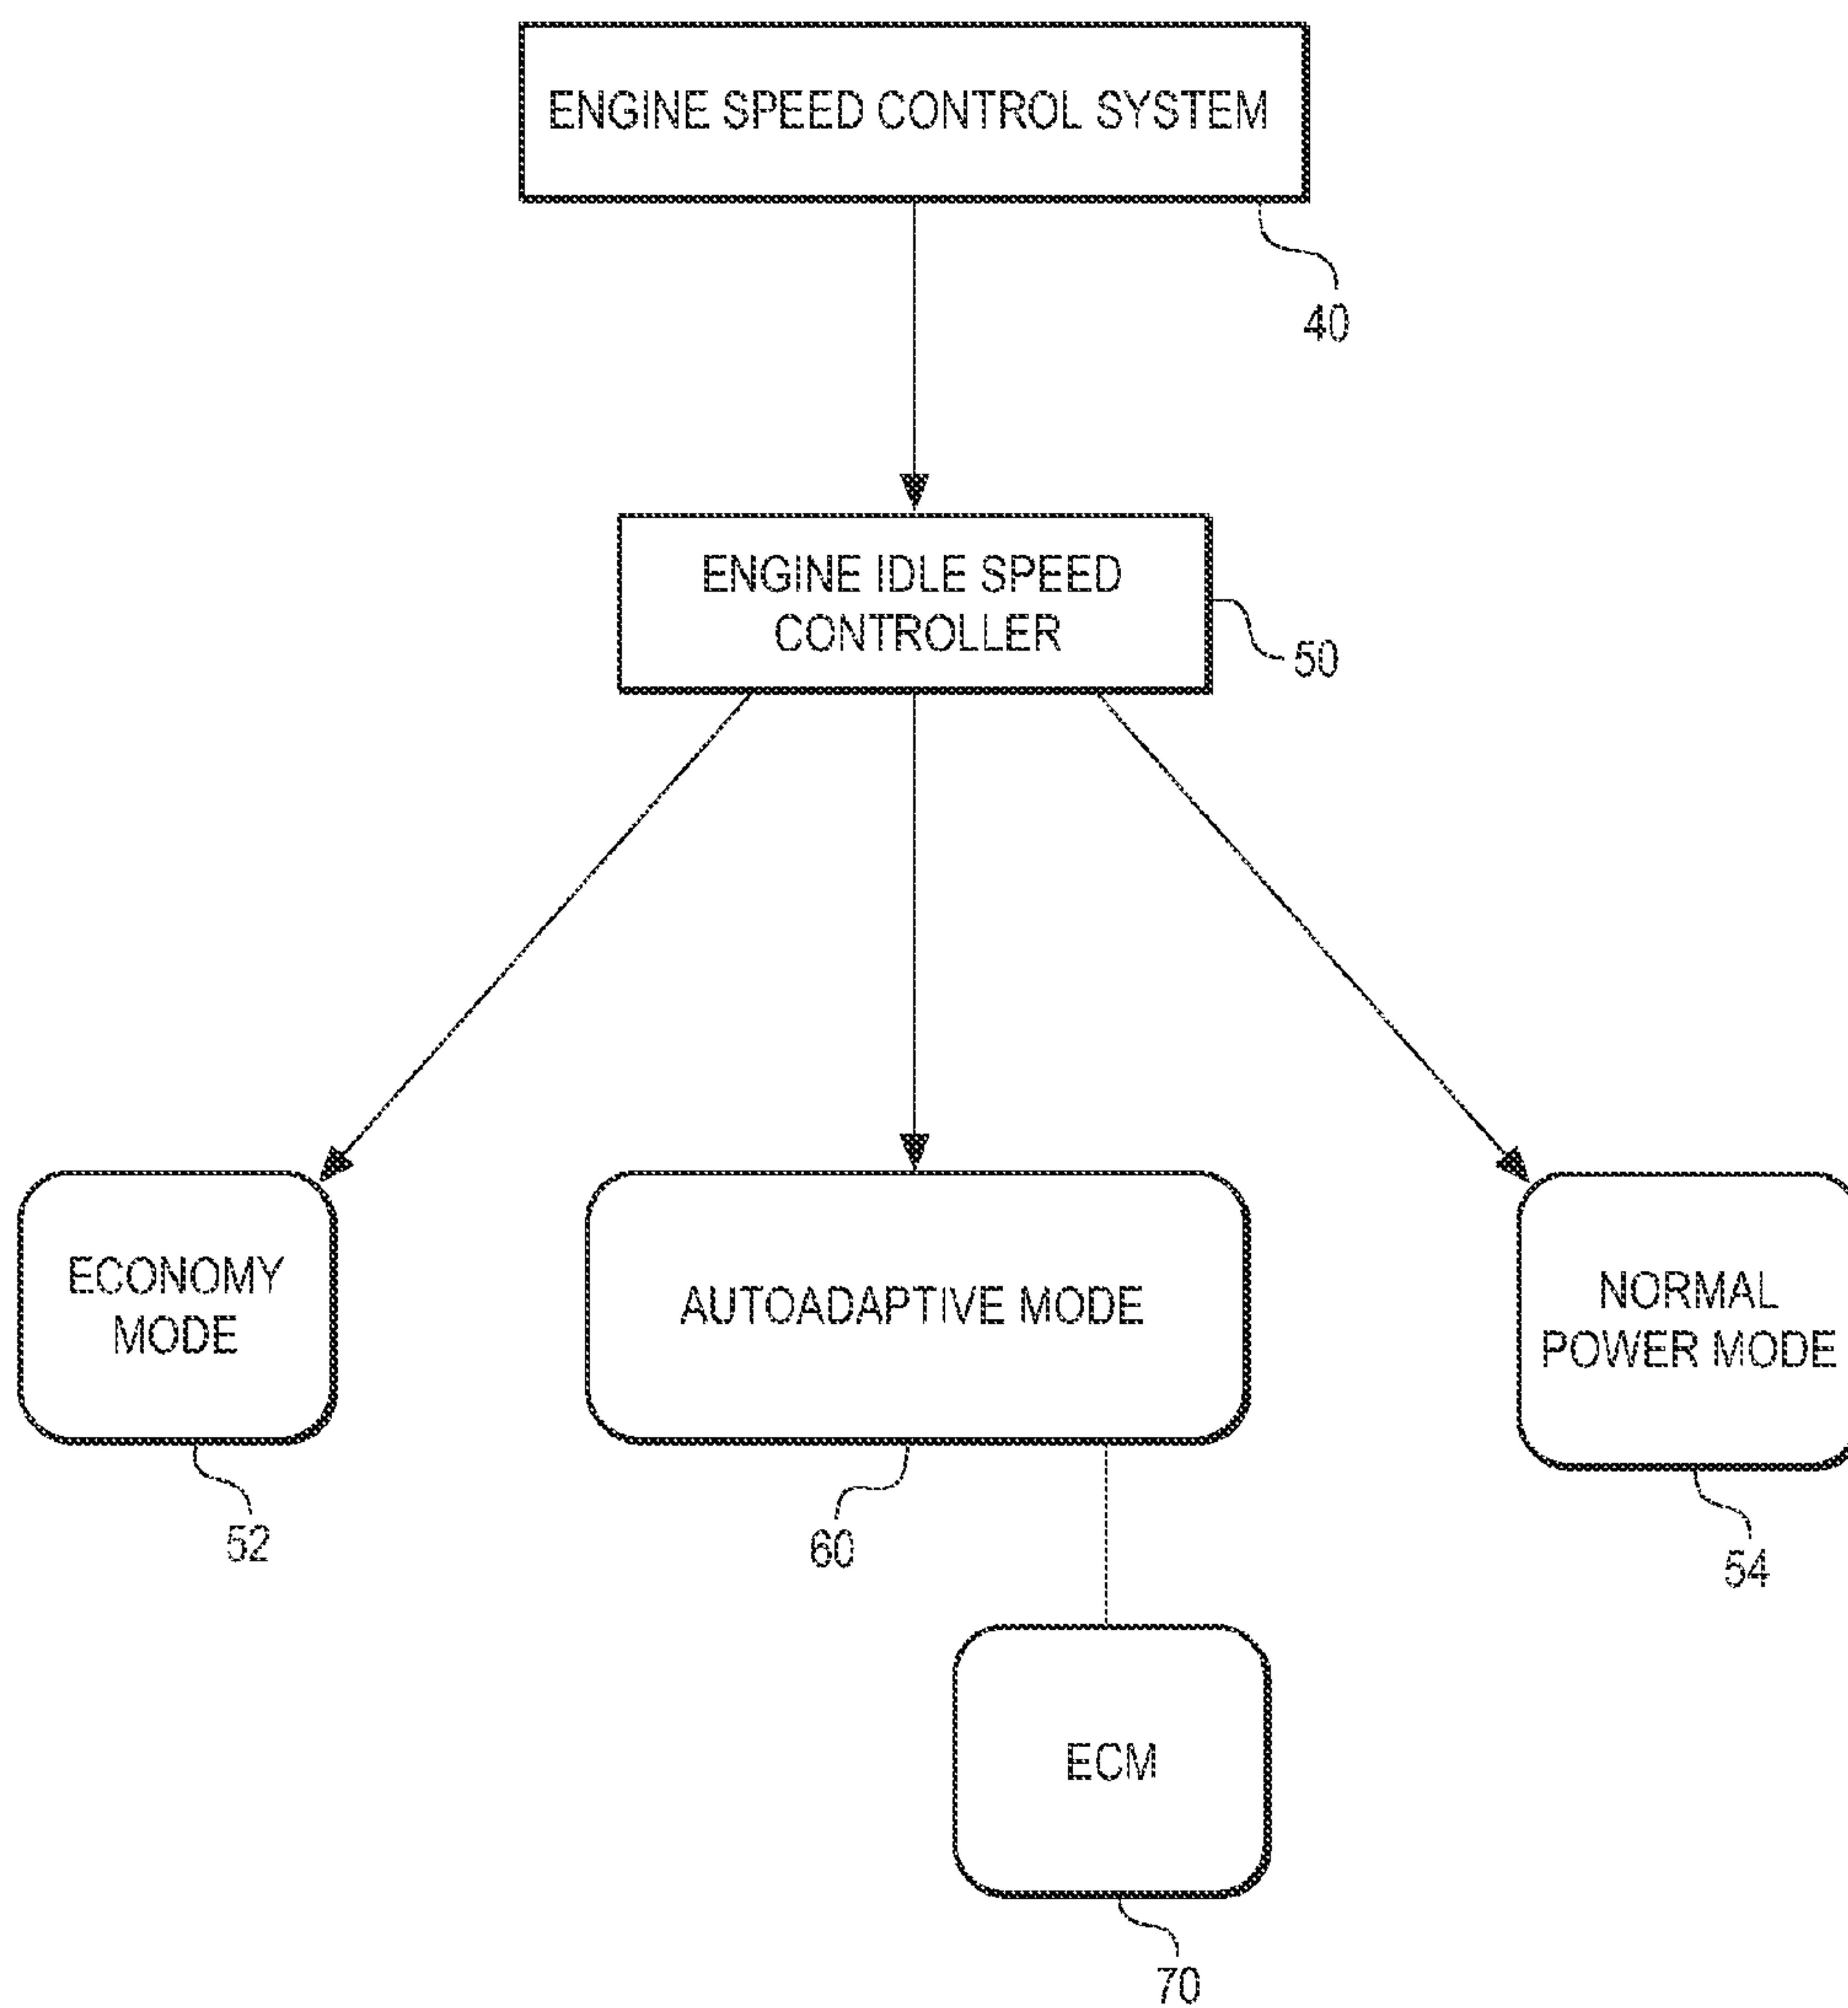 ENGINE SPEED CONTROL SYSTEM
40
ENGINE IDLE SPEED
CONTROLLER
50
ECONOMY
MODE
52
AUTOADAPTIVE MODE
60
NORMAL
POWER MODE
54
ECM
70